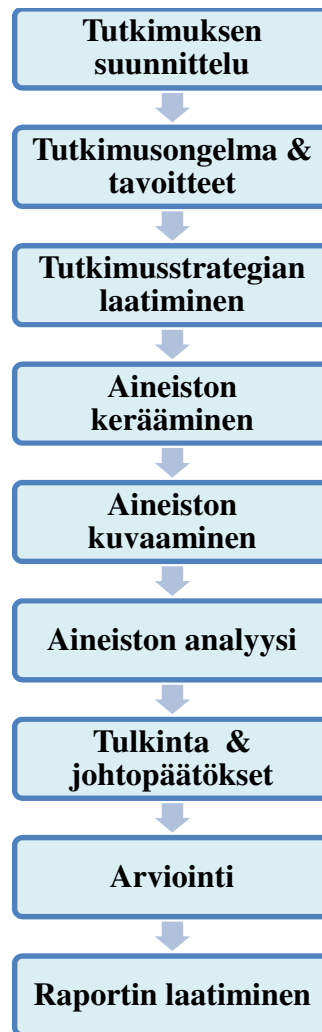 Tutkimuksen
suunnittelu
Tutkimusongelma &
tavoitteet
Tutkimusstrategian
laatiminen
Aineiston
kerääminen
Aineiston
kuvaaminen
Aineiston analyysi
Tulkinta &
johtopäätökset
Arviointi
Raportin laatiminen